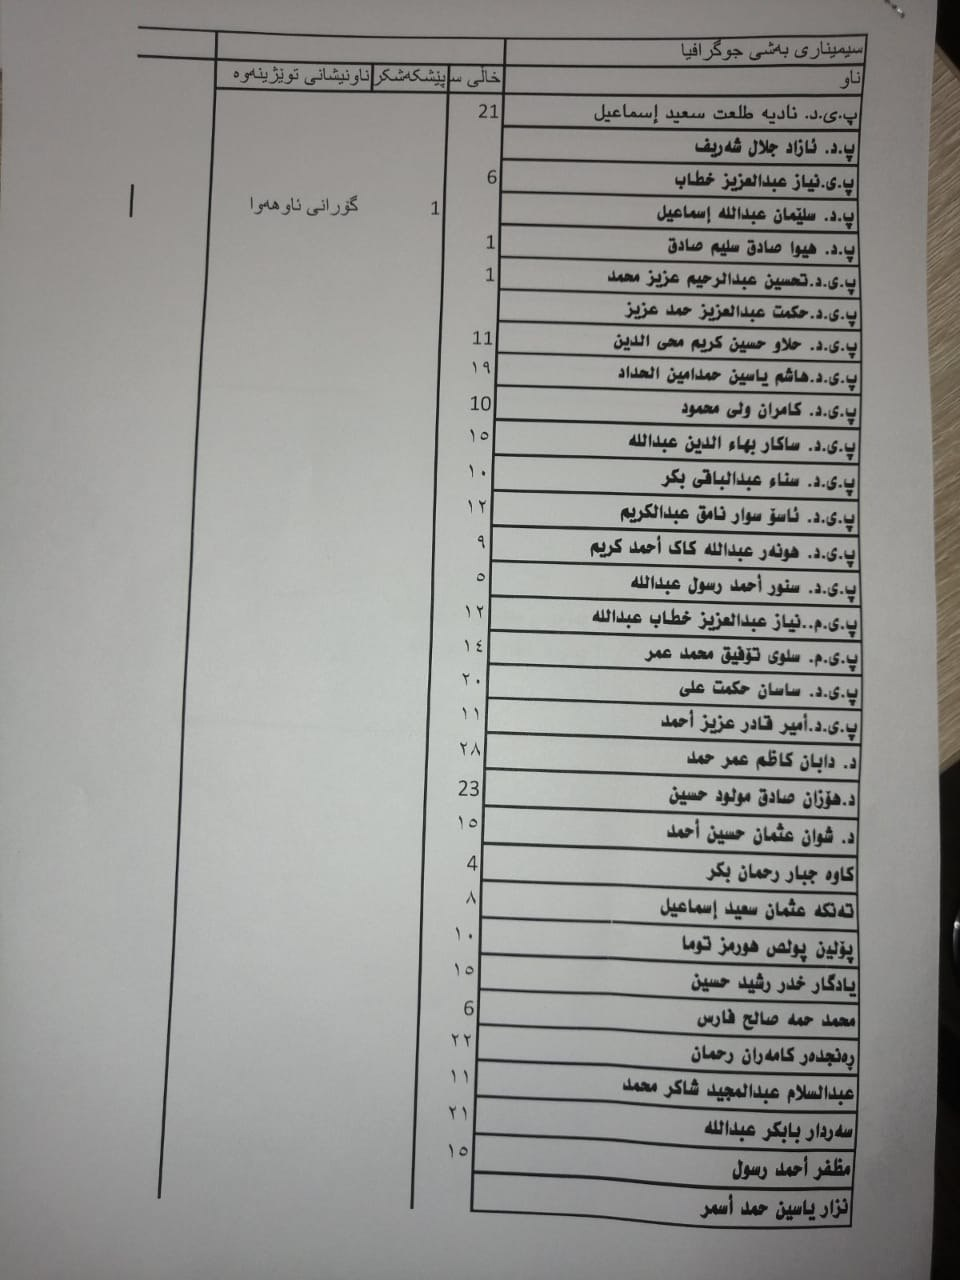 سیمیناری بەشی جوگرافیا
ناو خاڵی س پێشکەشکر ناونیشانی توێژینەوە
پ.ی.د. نادیە طلعت سعید إسماعیل 21
پ.د. ئازاد جلال شەریف
پ.ی.نیاز عبدالعزیز خطاب 6
پ.د. سلێمان عبداللە إسماعیل 1 گۆرانی ئاوهەوا
پ.د. هیوا صادق سلیم صادق 1
پ.ی.د.تحسین عبدالرحیم عزیز محمد 1
پ.ی.د.حکمت عبدالعزیز حمد عزیز
پ.ی.د. حلاو حسین کریم محی الدین 11
پ.ی.د.هاشم یاسین حمدامین الحداد ١٩
پ.ی.د. کامران ولی محمود 10
پ.ی.د. ساکار بهاء الدین عبداللە ١٥
پ.ی.د. سناء عبدالباقی بکر ١٠
پ.ی.د. ئاسۆ سوار نامق عبدالکریم ١٢
پ.ی.د. هونەر عبداللە کاک أحمد کریم ٩
پ.ی.د. سنور أحمد رسول عبداللە ٥
پ.ی.م..نیاز عبدالعزیز خطاب عبداللە ١٢
پ.ی.م. سلوی تۆفیق محمد عمر ١٤
پ.ی.د. ساسان حکمت علی ٢٠
پ.ی.د.أمیر قادر عزیز أحمد ١١
د. دابان کاظم عمر حمد ٢٨
د.هۆزان صادق مولود حسین 23
د. شوان عثمان حسین أحمد ١٥
کاوە جبار رحمان بکر 4
تەنکە عثمان سعید إسماعیل ٨
پۆلین پولص هورمز توما ١٠
یادگار خدر رشید حسین ١٥
محمد حمە صالح فارس 6
ڕەنجدەر کامەران رحمان ٢٢
عبدالسلام عبدالمجید شاکر محمد ١١
سەردار بابکر عبداللە ٢١
مظفر أحمد رسول ١٥
نزار یاسین حمد أسمر